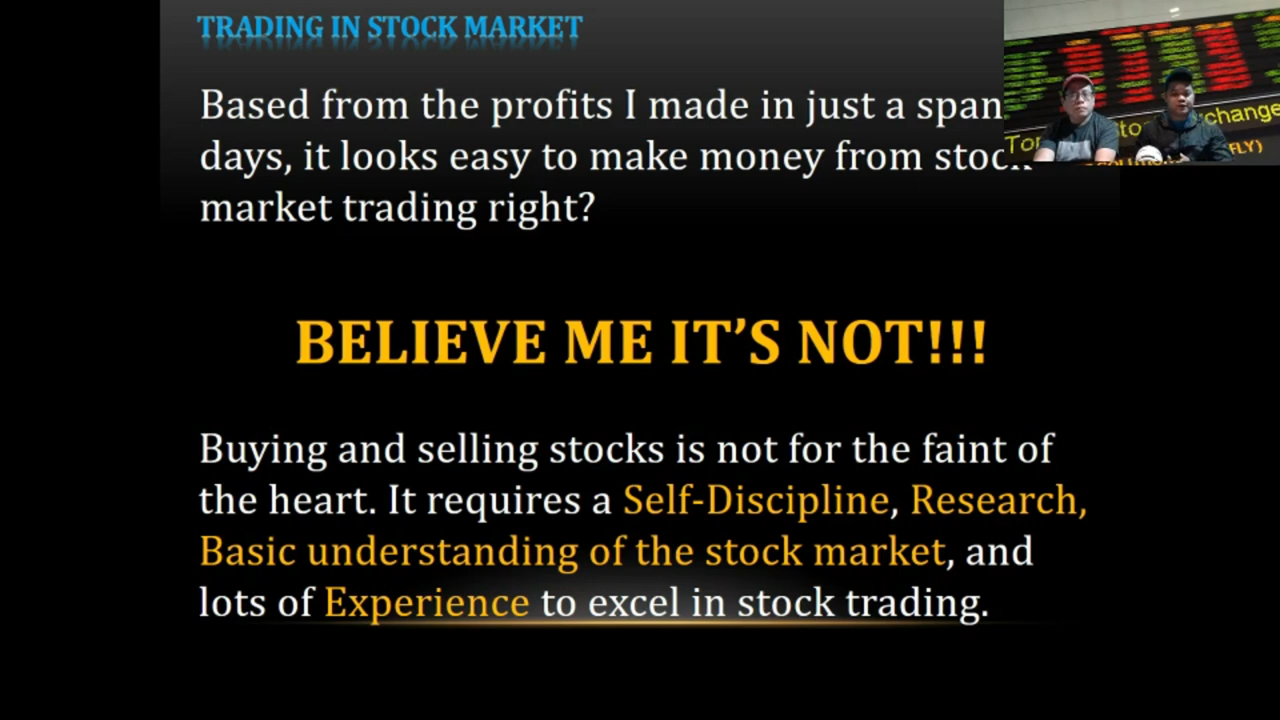 TRADING IN STOCK MARKET
Based from the profits I made in just a span
days, it looks easy to make money from stock
market trading right?
BELIEVE ME IT’S NOT!!!
Buying and selling stocks is not for the faint of
the heart. It requires a Self-Discipline, Research,
Basic understanding of the stock market, and
lots of Experience to excel in stock trading.
change
FLY)